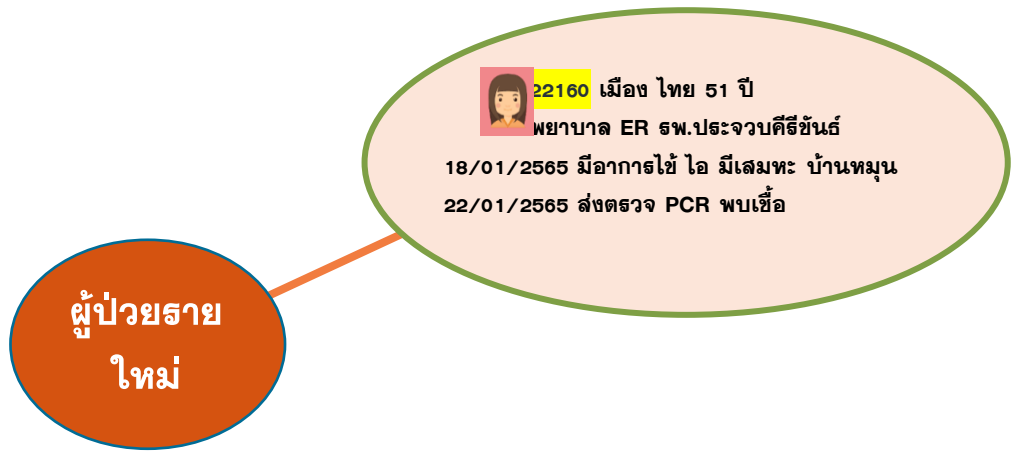 22160 เมือง ไทย 51 ปี
พยาบาล ER รพ.ประจวบคีรีขันธ์
18/01/2565 มีอาการไข้ ไอ มีเสมทะ บ้านหมุน
22/01/2565 ส่งตรวจ PCR พบเชื้อ
ผู้ป่วยราย
ใหม่